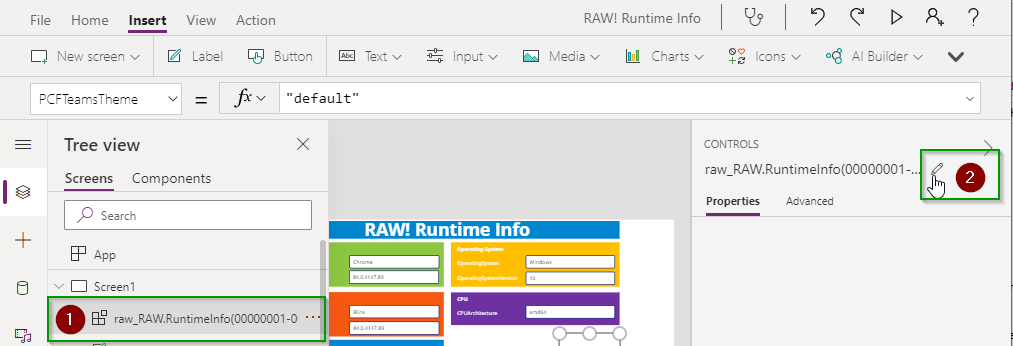 File Home Insert View Action RAW! Runtime Info
New screen Label Button Abc Text Input Media Charts Icons AI Builder
PCFTeamsTheme = fx "default"
Tree view
Screens Components
Search
App
Screen1
1 raw_RAW.RuntimeInfo(00000001-0 ...
RAW! Runtime Info
Chrome
84.0.4147.89
Operating System
OperatingSystem Windows
OperatingSystemVersion 10
Blink
84.0.4147.89
CPU
CPUArchitecture amd64
CONTROLS
raw_RAW.RuntimeInfo(00000001-... 2
Properties Advanced